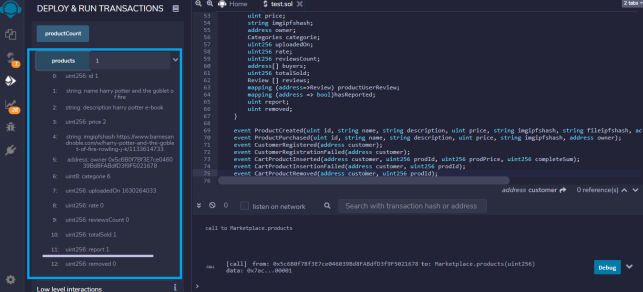 DEPLOY & RUN TRANSACTIONS
productCount
products
1
0: uint256: id 1
1: string: name harry potter and the goblet of fire
2: string: description harry potter e-book
3: uint256: price 2
4: string: imgipfshash https://www.barnesandnoble.com/w/harry-potter-and-the-goblet-of-fire-rowling-j-k/1133614733
5: address: owner
6: uint8: categorie 6
7: uint256: uploadedOn 1630264033
8: uint256: rate 0
9: uint256: reviewsCount 0
10: uint256: totalSold 1
11: uint256: report 1
12: uint256: removed 0
Low level interactions
i
Home
test.sol
2 tabs
53 uint price;
54 string imgipfshash;
55 address owner;
56 Categories categorie;
57 uint256 uploadedOn;
58 uint256 rate;
59 uint256 reviewsCount;
60 address[] buyers;
61 uint256 totalSold;
62 Review [] reviews;
63 mapping (address=>Review) productUserReview;
64 mapping (address => bool)hasReported;
65 uint report;
66 uint removed;
67 }
68
69 event ProductCreated(uint id, string name, string description, uint price, string imgipfshash, string fileipfshash, ac
70 event ProductPurchased(uint id, string name, string description, uint price, string imgipfshash, address owner);
71 event CustomerRegistered(address customer);
72 event CustomerRegistrationFailed(address customer);
73 event CartProductInserted(address customer, uint256 prodId, uint256 prodPrice, uint256 completeSum);
74 event CartProductInsertionFailed(address customer, uint256 prodId);
75 event CartProductRemoved(address customer, uint256 prodId);
76
address customer
0 reference(s)
0
listen on network
Search with transaction hash or address
call to Marketplace.products
[call] from: to: Marketplace.products(uint256)
data: 0x7ac...00001
Debug
>